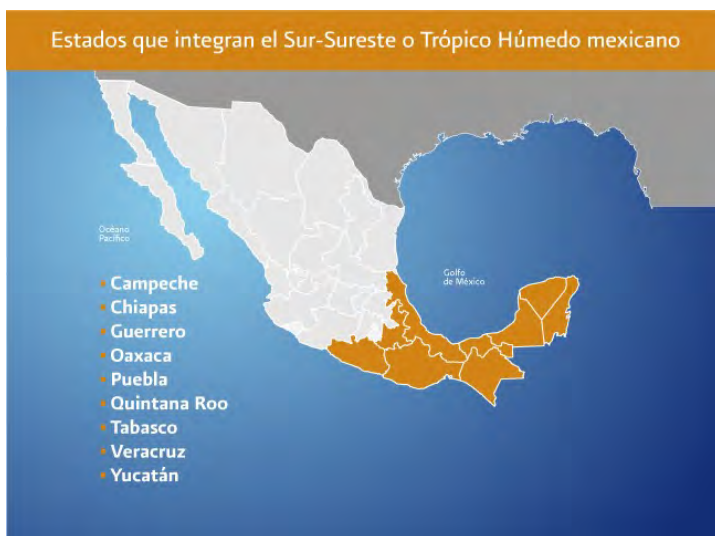 Estados que integran el Sur-Sureste o Trópico Húmedo mexicano
Océano
Pacífico
Golfo
de México
• Campeche
• Chiapas
• Guerrero
• Oaxaca
• Puebla
• Quintana Roo
• Tabasco
• Veracruz
• Yucatán